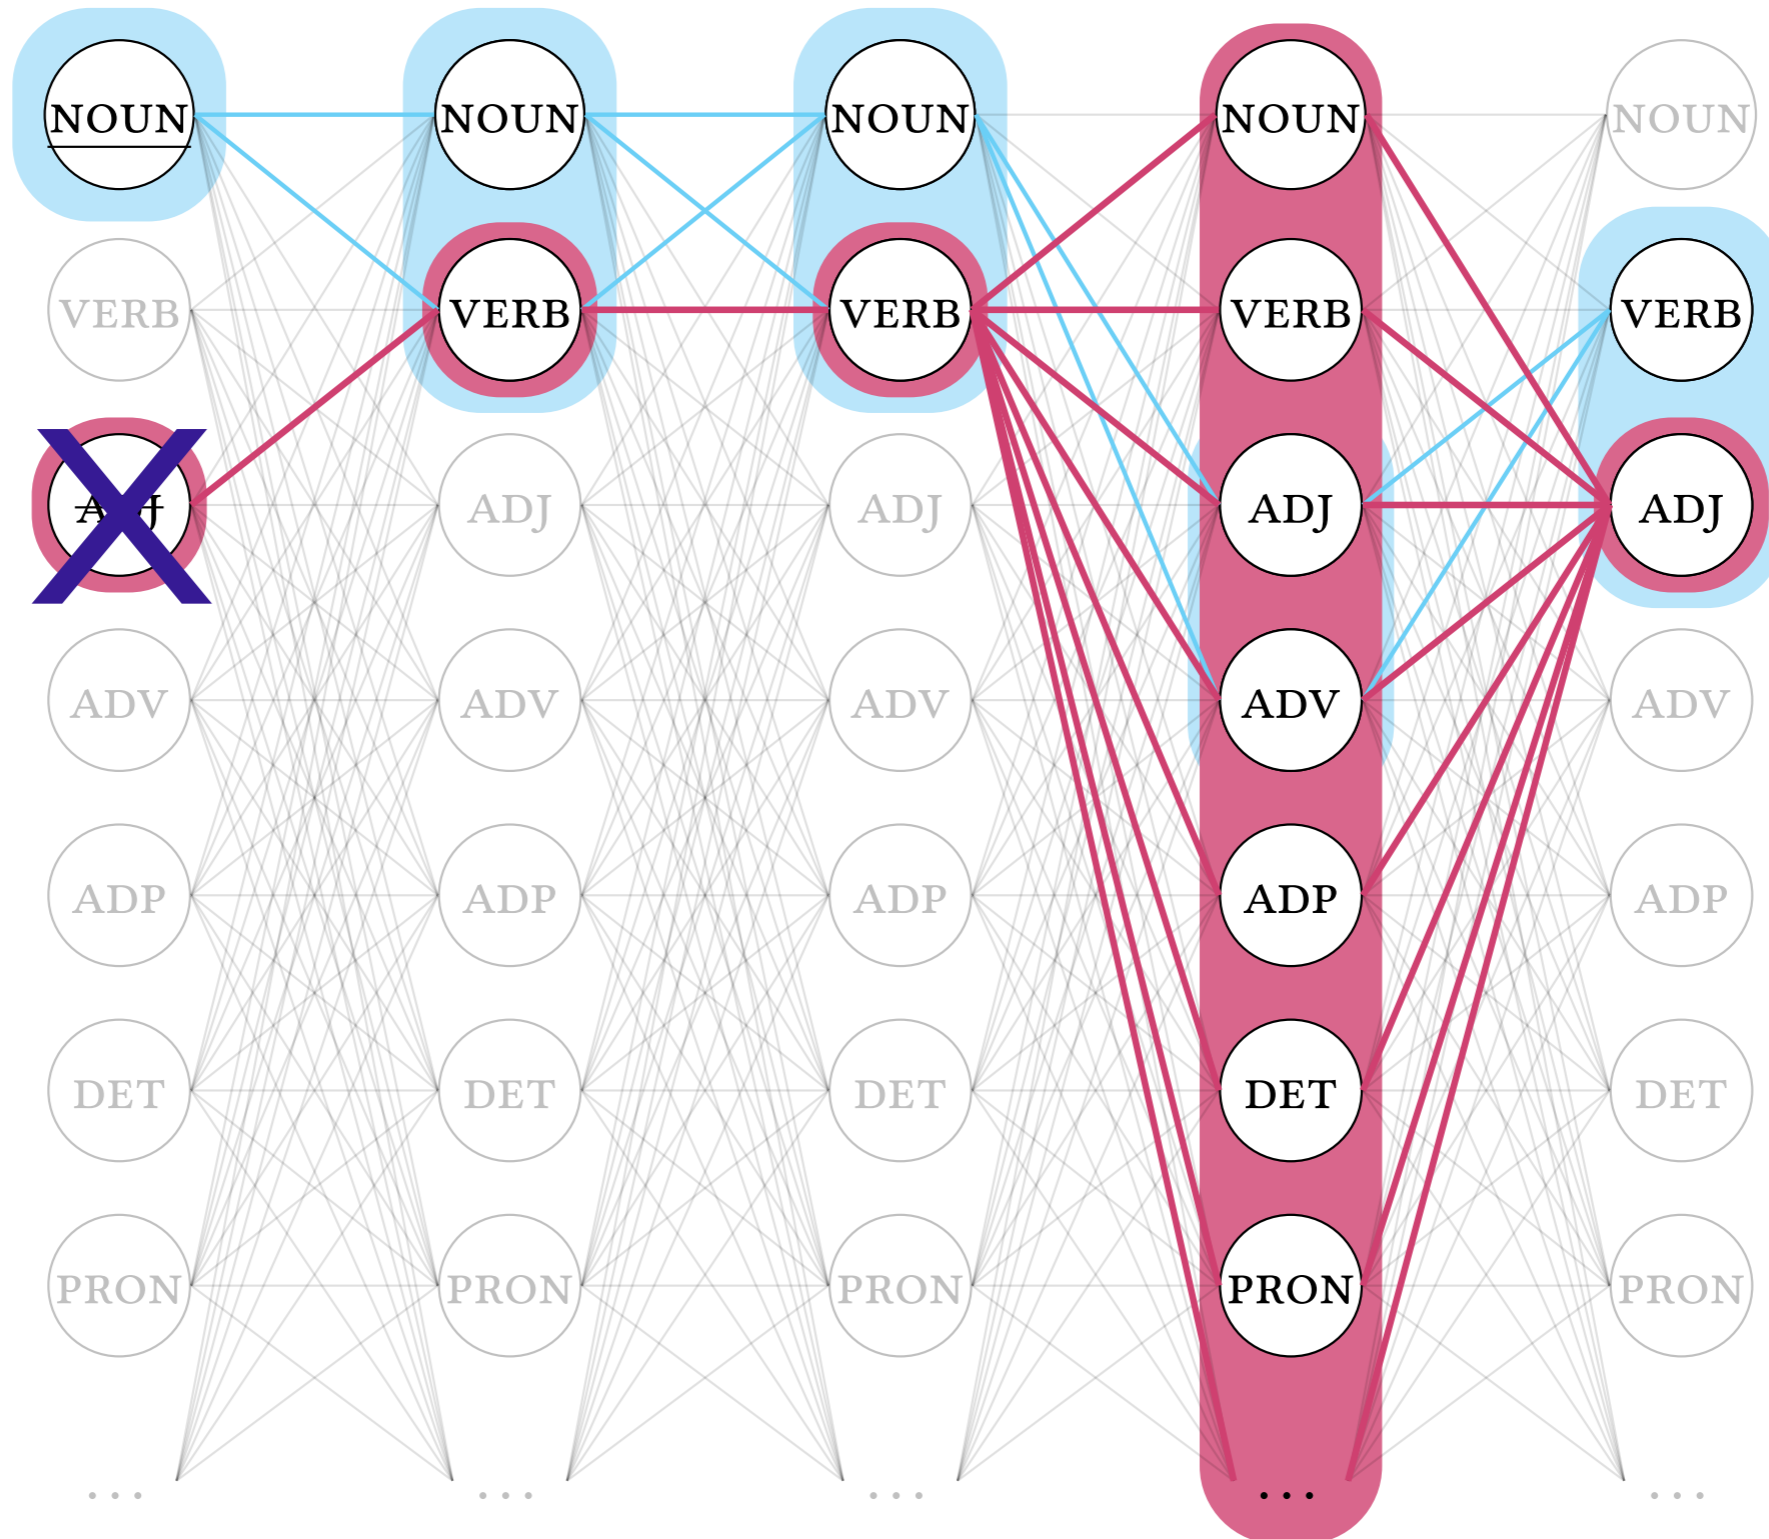 NOUN NOUN NOUN NOUN NOUN
VERB VERB VERB VERB VERB
ADJ ADJ ADJ ADJ ADJ
ADV ADV ADV ADV ADV
ADP ADP ADP ADP ADP
DET DET DET DET DET
PRON PRON PRON PRON PRON
... ... ... ... ...